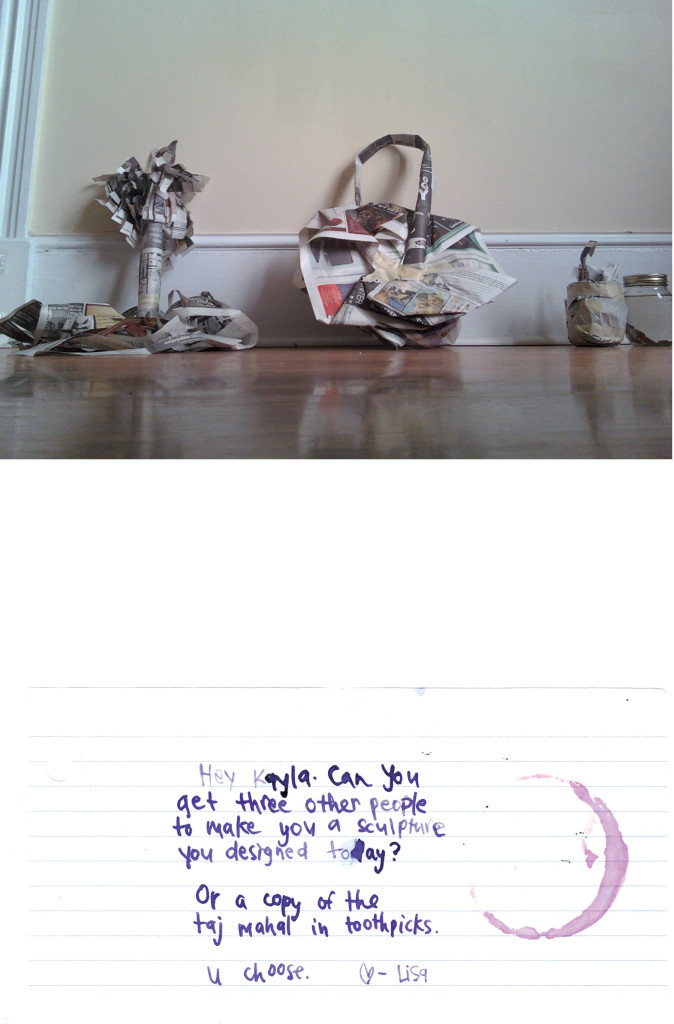 Hey Kayla. Can you
get three other people
to make you a sculpture
you designed today?
Or a copy of the
taj mahal in toothpicks.
u choose. ♡- Lisa